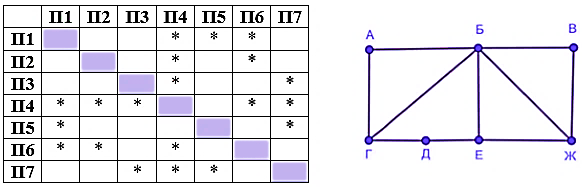 П1 П2 П3 П4 П5 П6 П7
П1 * * *
П2 * *
П3 * *
П4 * * * * *
П5 * *
П6 * * *
П7 * * *
А Б В
Г Д Е Ж